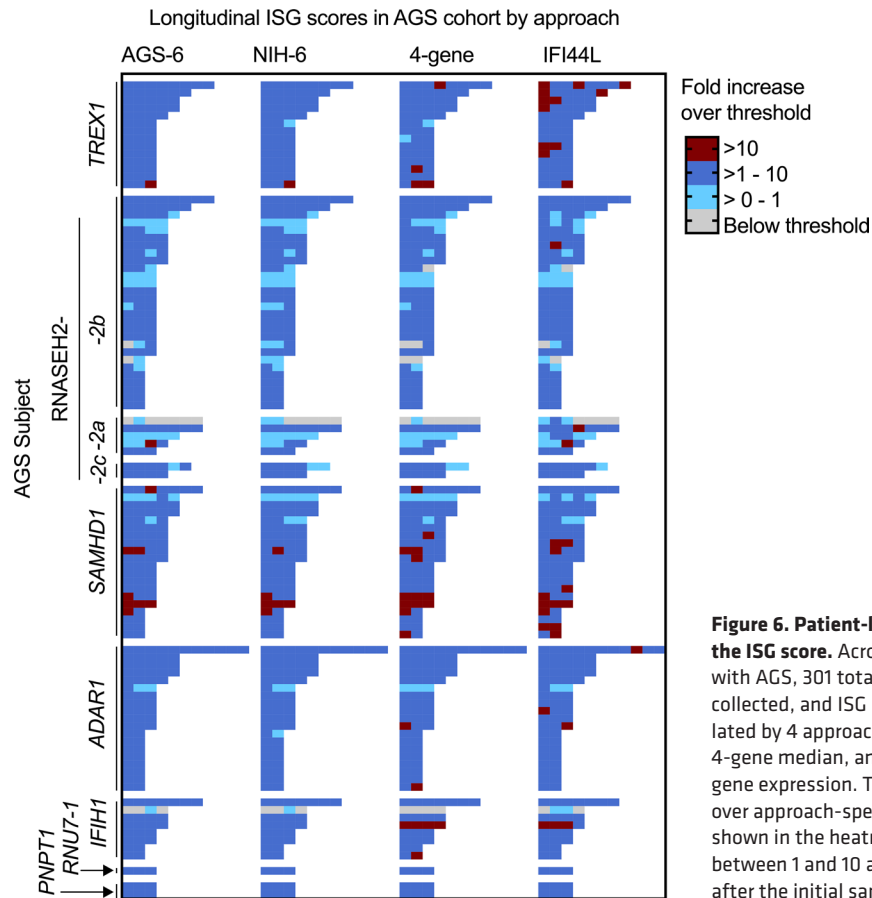 Longitudinal ISG scores in AGS cohort by approach
AGS-6 NIH-6 4-gene IFI44L
Fold increase
over threshold
>10
>1 - 10
> 0 - 1
Below threshold
AGS Subject
RNASEH2-
TREX1
-2b
-2a
-2c
SAMHD1
ADAR1
IFIH1
RNU7-1
PNPT1
Figure 6. Patient-l
the ISG score. Acro
with AGS, 301 total
collected, and ISG
lated by 4 approac
4-gene median, an
gene expression. T
over approach-spe
shown in the heatr
between 1 and 10 a
after the initial sar